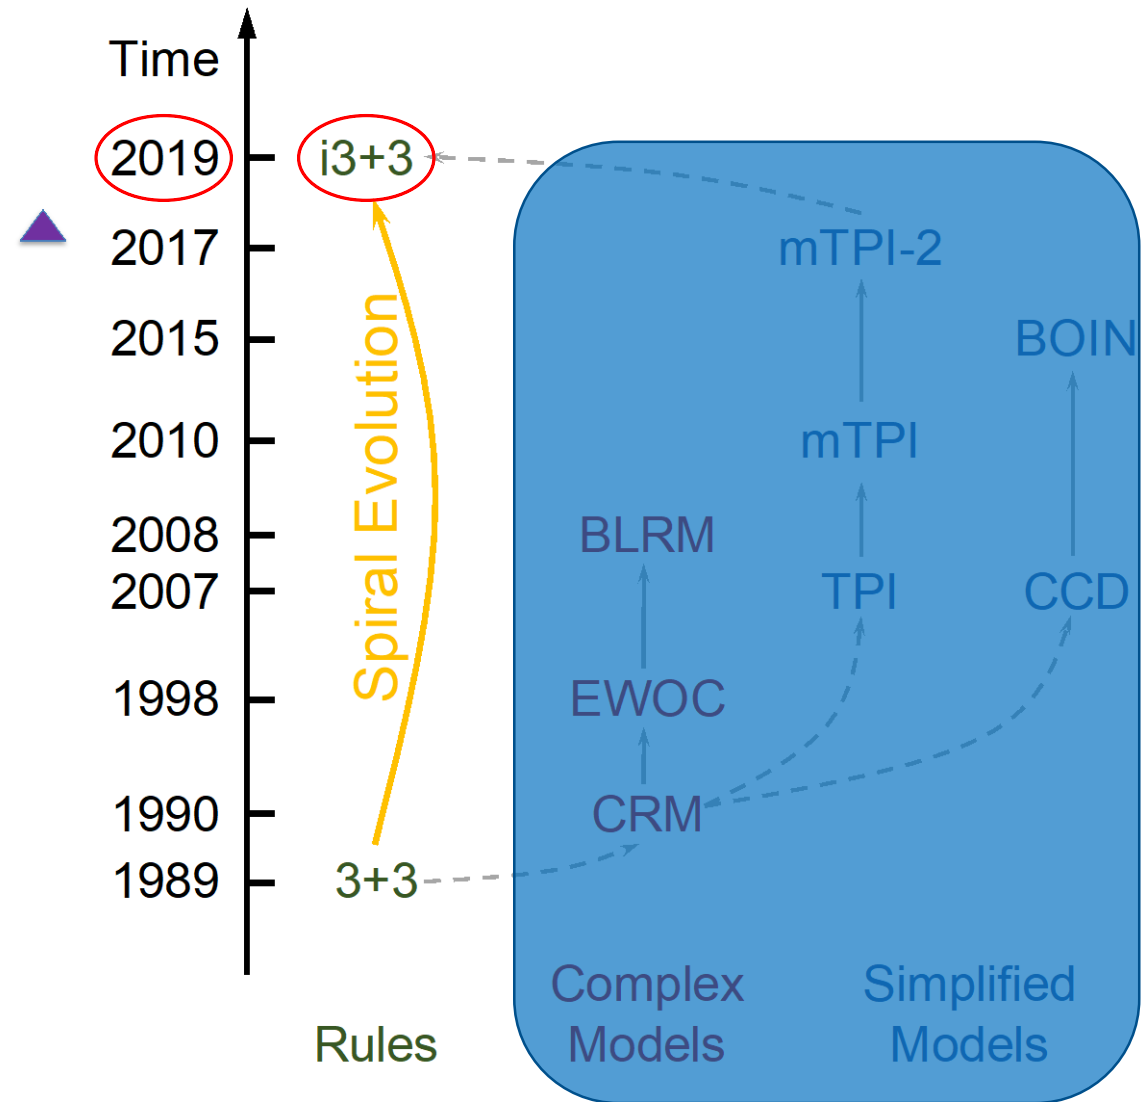 Time
2019
i3+3
2017
mTPI-2
2015
BOIN
2010
mTPI
2008
BLRM
2007
TPI
CCD
1998
EWOC
1990
CRM
1989
3+3
Spiral Evolution
Rules
Complex
Models
Simplified
Models